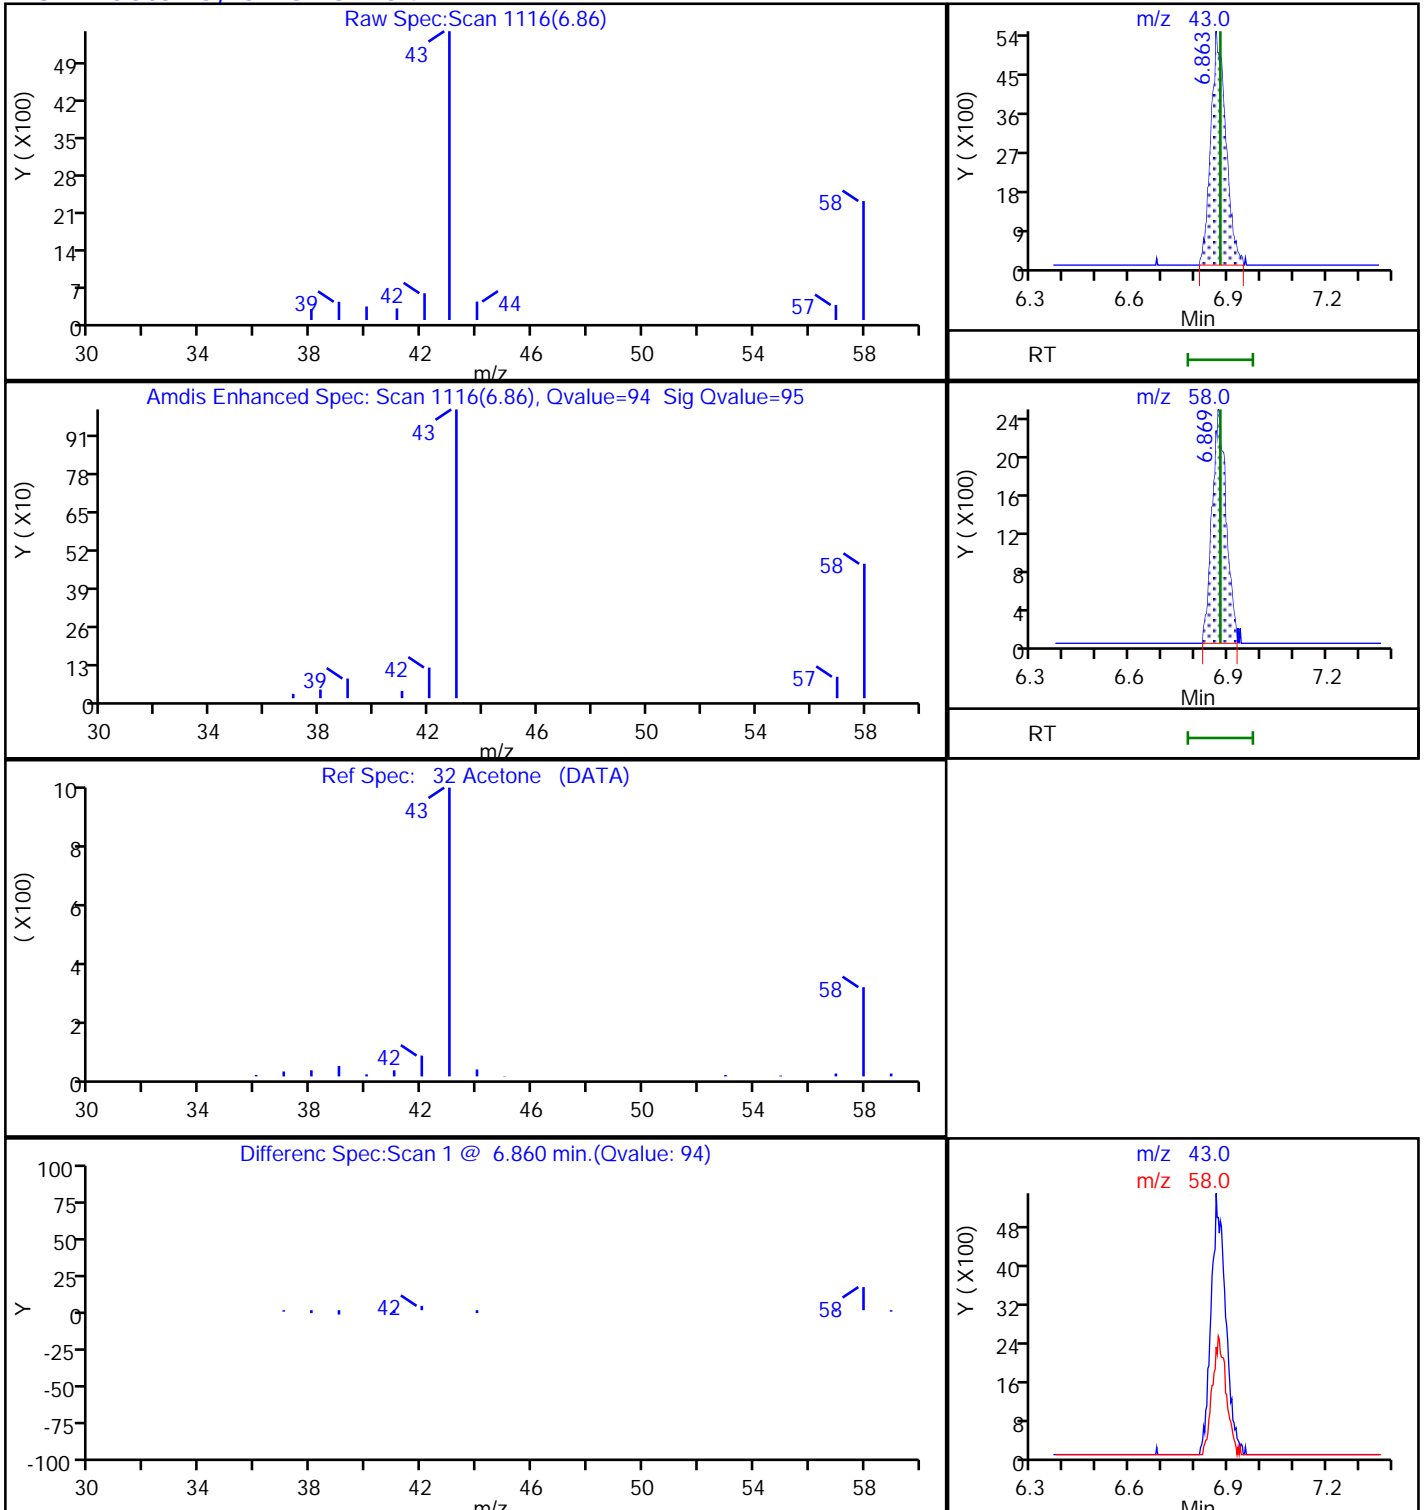 Raw Spec:Scan 1116(6.86)
Y ( X100)
49
42
35
28
21
14
7
0
43
58
39
42
44
57
30 34 38 42 46 50 54 58
m/z
m/z 43.0
Y ( X100)
54
45
36
27
18
9
0
6.863
6.3 6.6 6.9 7.2
Min
RT
Amdis Enhanced Spec: Scan 1116(6.86), Qvalue=94 Sig Qvalue=95
Y ( X10)
91
78
65
52
39
26
13
0
43
58
39
42
57
30 34 38 42 46 50 54 58
m/z
m/z 58.0
Y ( X100)
24
20
16
12
8
4
0
6.869
6.3 6.6 6.9 7.2
Min
RT
Ref Spec: 32 Acetone (DATA)
( X100)
10
8
6
4
2
0
43
58
42
30 34 38 42 46 50 54 58
Differenc Spec:Scan 1 @ 6.860 min.(Qvalue: 94)
Y
100
75
50
25
0
-25
-50
-75
-100
42
58
30 34 38 42 46 50 54 58
m/z
m/z 43.0
m/z 58.0
Y ( X100)
48
40
32
24
16
8
0
6.3 6.6 6.9 7.2
Min